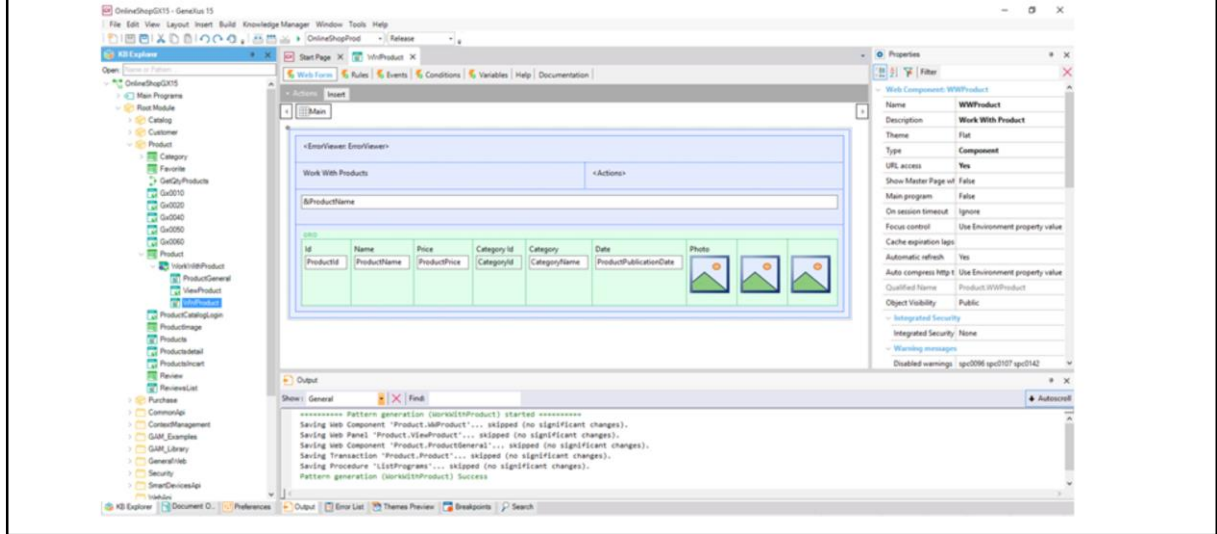 OnlineShopGX15 - GeneXus 15
File Edit View Layout Insert Build Knowledge Manager Window Tools Help
OnlineShopProd Release
KB Explorer
Open: Name or Pattern
OnlineShopGX15
Main Programs
Root Module
Catalog
Customer
Product
Category
Favorite
GetQtyProducts
Gx0010
Gx0020
Gx0040
Gx0050
Gx0060
Product
WorkWithProduct
ProductGeneral
ViewProduct
WWProduct
ProductCatalogLogin
ProductImage
Products
Productsdetail
ProductsIncart
Review
ReviewsList
Purchase
CommonApi
ContextManagement
GAM_Examples
GAM_Library
GeneralWeb
Security
SmartDevicesApi
WebApi
KB Explorer Document O... Preferences
Start Page X WWProduct X
Web Form Rules Events Conditions Variables Help Documentation
Actions Insert
Main
<ErrorViewer: ErrorViewer>
Work With Products <Actions>
&ProductName
GRID
Id Name Price Category Id Category Date Photo
ProductId ProductName ProductPrice CategoryId CategoryName ProductPublicationDate
Output
Show: General Find: Autoscroll
========== Pattern generation (WorkWithProduct) started ==========
Saving Web Component 'Product.WWProduct'... skipped (no significant changes).
Saving Web Panel 'Product.ViewProduct'... skipped (no significant changes).
Saving Web Component 'Product.ProductGeneral'... skipped (no significant changes).
Saving Transaction 'Product.Product'... skipped (no significant changes).
Saving Procedure 'ListPrograms'... skipped (no significant changes).
Pattern generation (WorkWithProduct) Success
Output Error List Themes Preview Breakpoints Search
Properties
Filter
Web Component: WWProduct
Name WWProduct
Description Work With Product
Theme Flat
Type Component
URL access Yes
Show Master Page wh False
Main program False
On session timeout Ignore
Focus control Use Environment property value
Cache expiration laps
Automatic refresh Yes
Auto compress http t Use Environment property value
Qualified Name Product.WWProduct
Object Visibility Public
Integrated Security
Integrated Security None
Warning messages
Disabled warnings spc0096 spc0107 spc0142